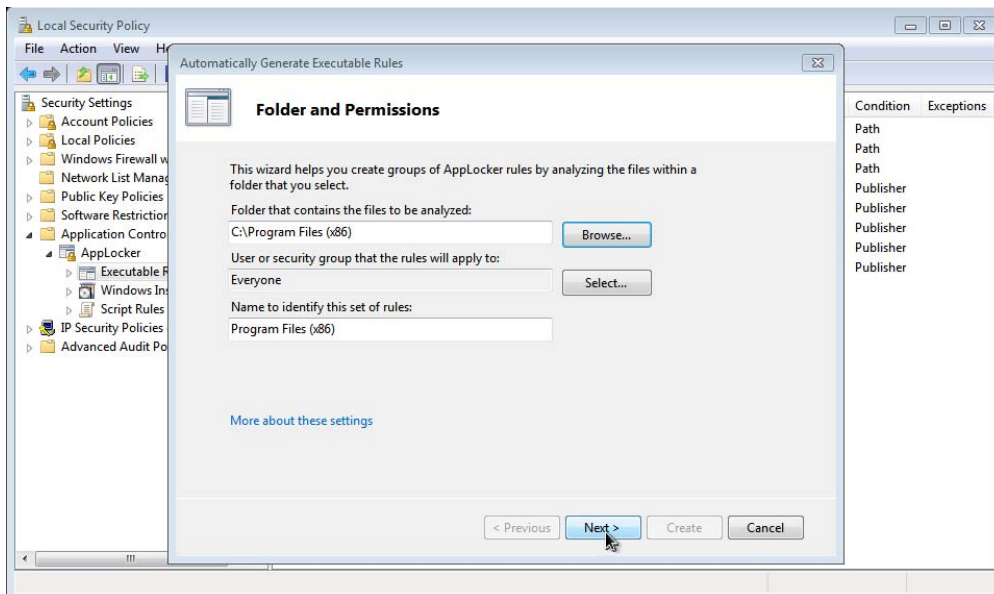 Local Security Policy
File Action View
Automatically Generate Executable Rules
Folder and Permissions
Security Settings
Account Policies
Local Policies
Windows Firewall
Network List
Public Key Policies
Software
Application
AppLocker
Executable
Windows
Script Rules
IP Security Policies
Advanced Audit
This wizard helps you create groups of AppLocker rules by analyzing the files within a
folder that you select.
Folder that contains the files to be analyzed:
C:\Program Files (x86)
Browse...
User or security group that the rules will apply to:
Everyone
Select...
Name to identify this set of rules:
Program Files (x86)
More about these settings
< Previous Next > Create Cancel
Condition Exceptions
Path
Path
Path
Publisher
Publisher
Publisher
Publisher
Publisher